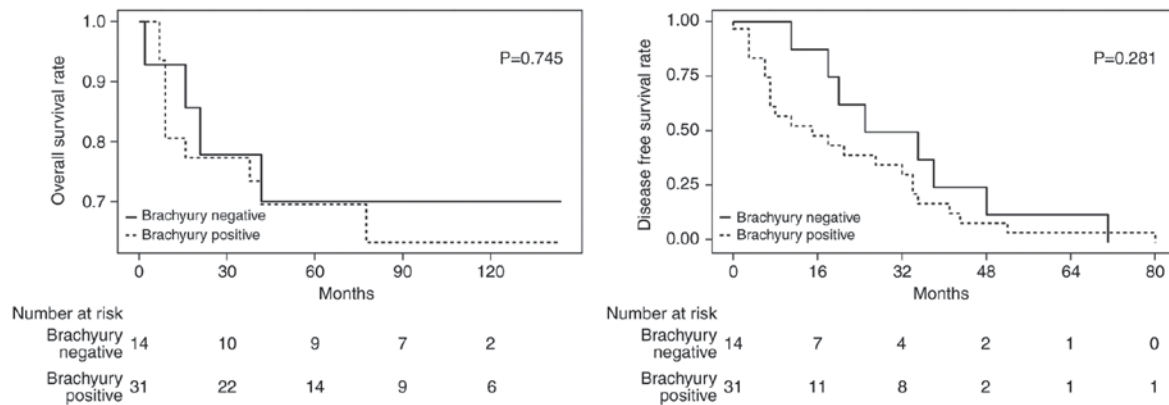 1.0
0.9
0.8
0.7
Overall survival rate
P=0.745
Brachyury negative
Brachyury positive
0 30 60 90 120
Months
Number at risk
Brachyury negative 14 10 9 7 2
Brachyury positive 31 22 14 9 6
1.00
0.75
0.50
0.25
0.00
Disease free survival rate
P=0.281
Brachyury negative
Brachyury positive
0 16 32 48 64 80
Months
Number at risk
Brachyury negative 14 7 4 2 1 0
Brachyury positive 31 11 8 2 1 1